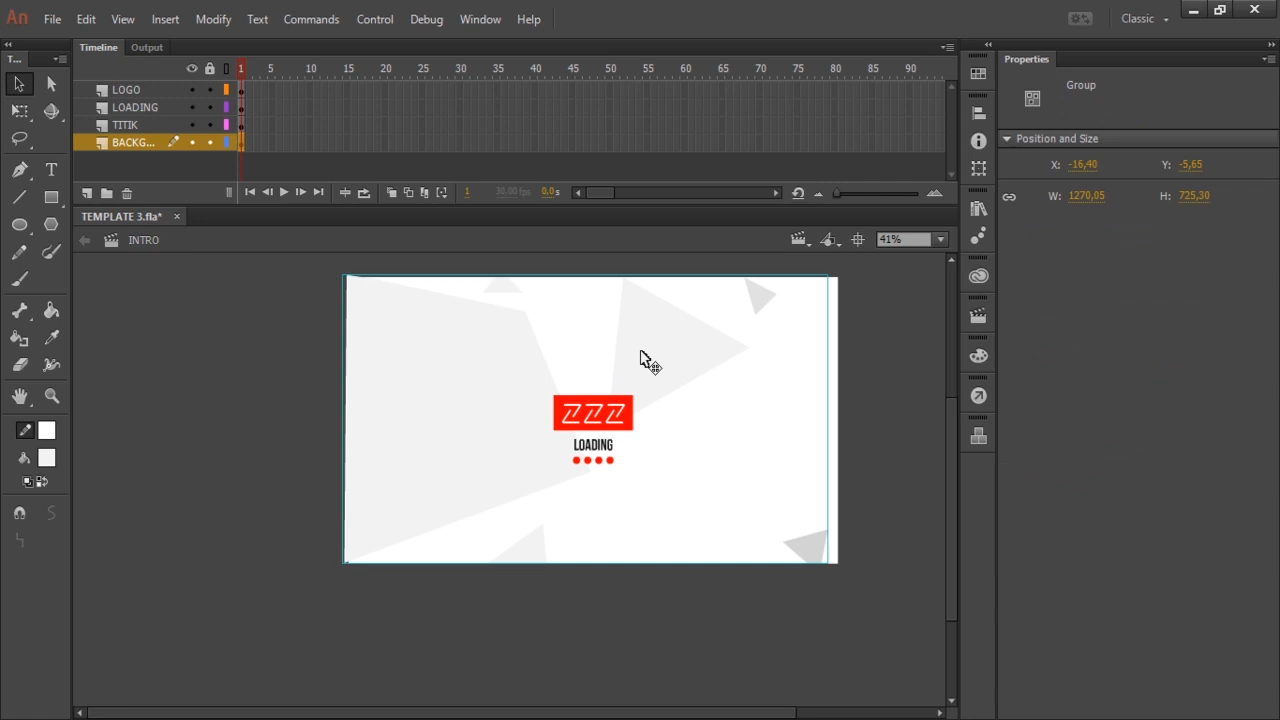 An File Edit View Insert Modify Text Commands Control Debug Window Help Classic
Timeline Output
T... Properties
1 5 10 15 20 25 30 35 40 45 50 55 60 65 70 75 80 85 90
Group
LOGO
LOADING
TITIK
BACKG...
Position and Size
X: -16,40 Y: -5,65
W: 1270,05 H: 725,30
1 30,00 fps 0,0 s
TEMPLATE 3.fla* ×
INTRO 41%
ZZZ
LOADING